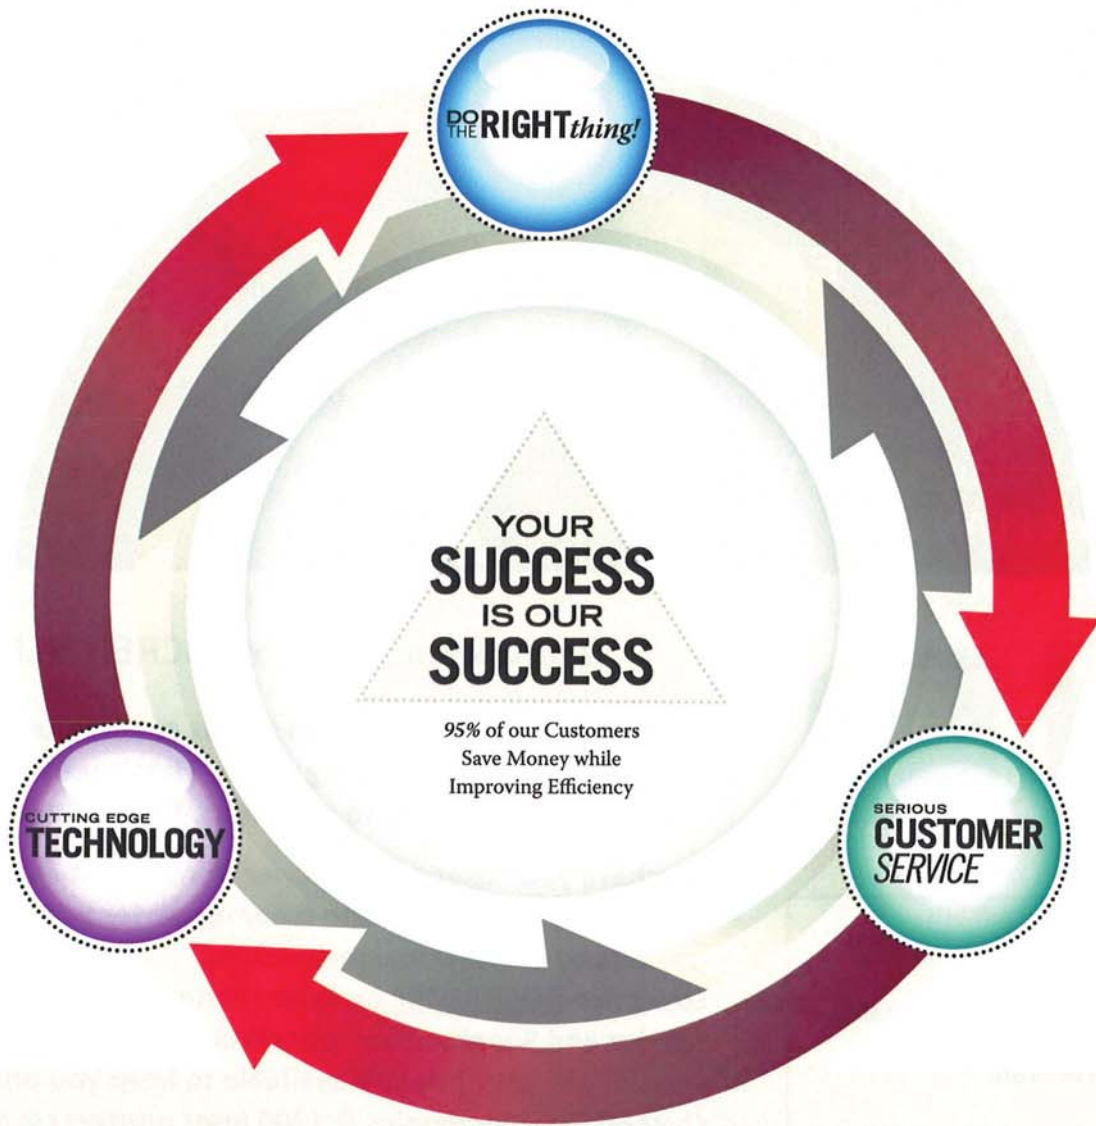 DO THE RIGHT thing!
YOUR
SUCCESS
IS OUR
SUCCESS
95% of our Customers
Save Money while
Improving Efficiency
CUTTING EDGE
TECHNOLOGY
SERIOUS
CUSTOMER
SERVICE